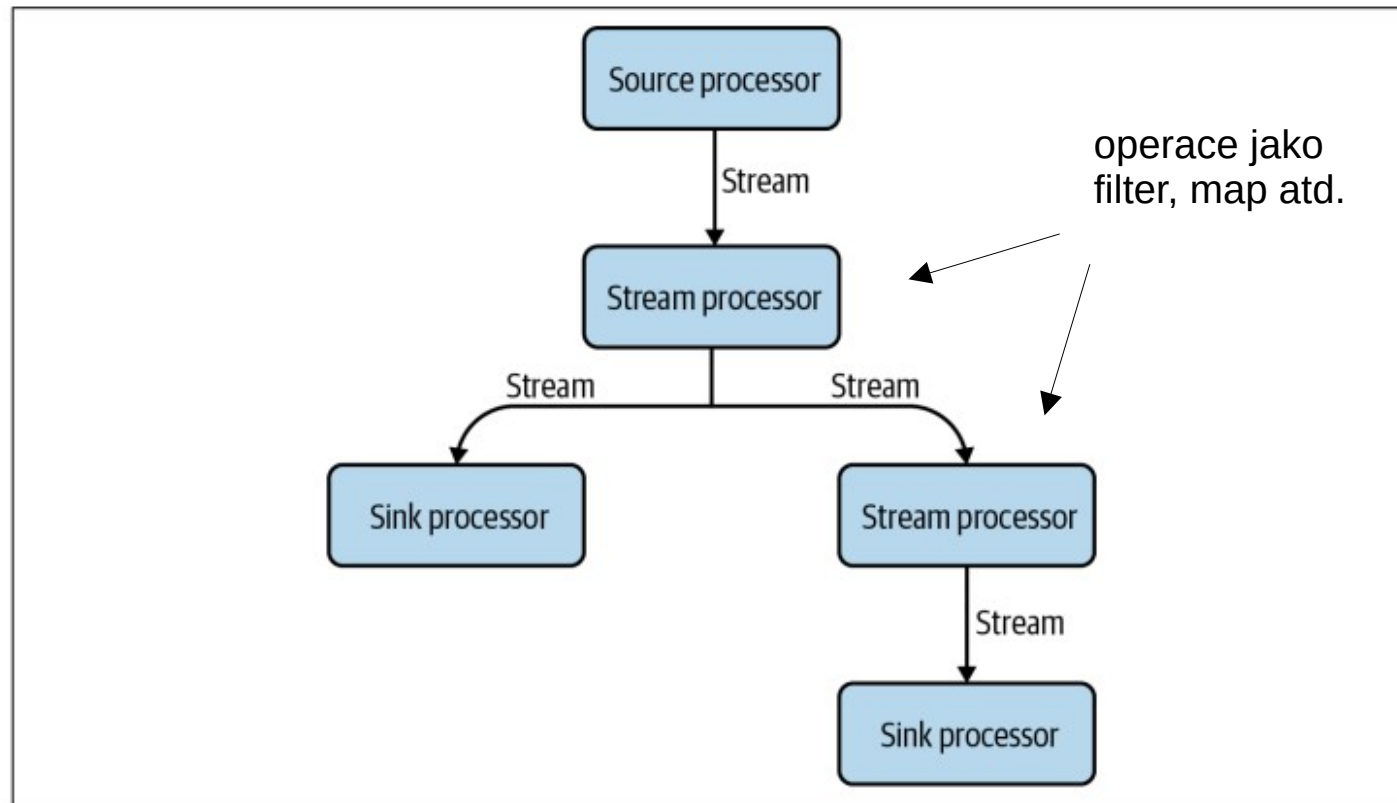 Source processor
Stream
operace jako
filter, map atd.
Stream processor
Stream
Stream
Sink processor
Stream processor
Stream
Sink processor